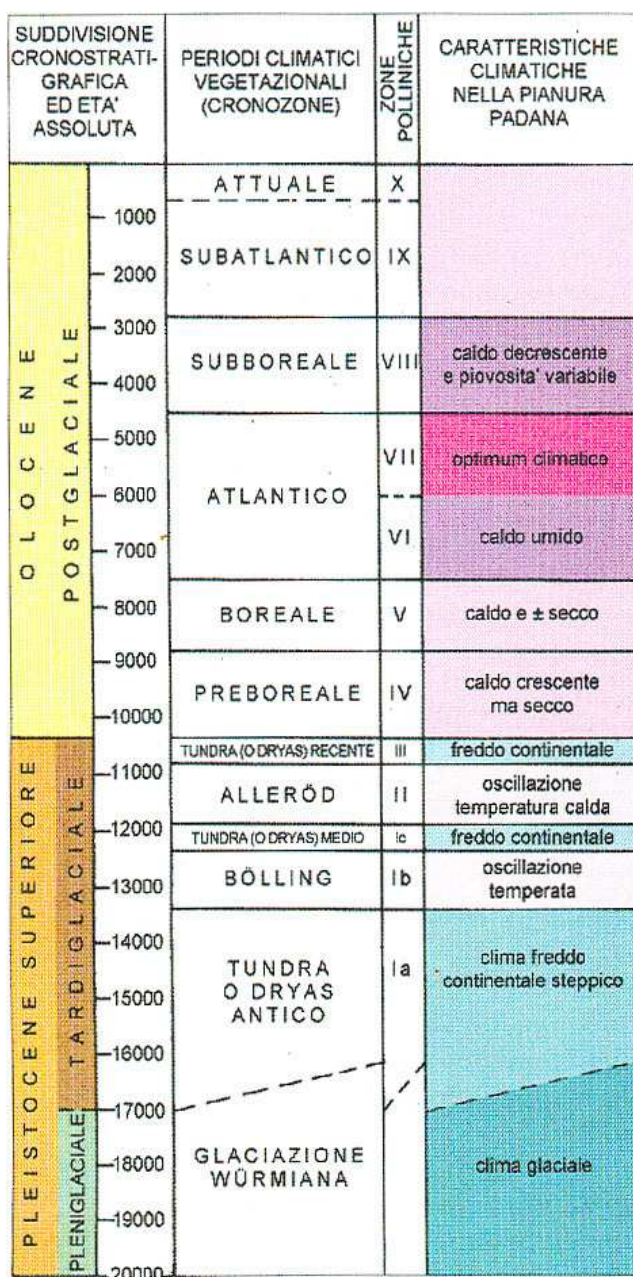 SUDDIVISIONE
CRONOSTRATI-
GRAFICA
ED ETA'
ASSOLUTA
PERIODI CLIMATICI
VEGETAZIONALI
(CRONOZONE)
ZONE
POLLINICHE
CARATTERISTICHE
CLIMATICHE
NELLA PIANURA
PADANA
OLOCENE
POSTGLACIALE
PLEISTOCENE SUPERIORE
TARDIGLACIALE
PLENIGLACIALE
1000
2000
3000
4000
5000
6000
7000
8000
9000
10000
11000
12000
13000
14000
15000
16000
17000
18000
19000
20000
ATTUALE X
SUBATLANTICO IX
SUBBOREALE VIII
caldo decrescente
e piovosita' variabile
ATLANTICO
VII
optimum climatico
VI
caldo umido
BOREALE V
caldo e ± secco
PREBOREALE IV
caldo crescente
ma secco
TUNDRA (O DRYAS) RECENTE III
freddo continentale
ALLERÖD II
oscillazione
temperatura calda
TUNDRA (O DRYAS) MEDIO Ic
freddo continentale
BÖLLING Ib
oscillazione
temperata
TUNDRA
O DRYAS
ANTICO
Ia
clima freddo
continentale steppico
GLACIAZIONE
WÜRMIANA
clima glaciale